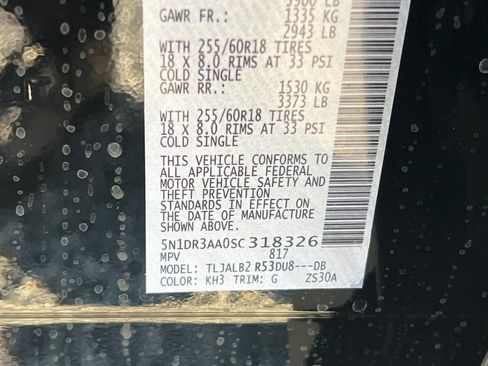 GAWR FR.: 1335 KG
2943 LB
WITH 255/60R18 TIRES
18 X 8.0 RIMS AT 33 PSI
COLD SINGLE
GAWR RR.: 1530 KG
3373 LB
WITH 255/60R18 TIRES
18 X 8.0 RIMS AT 33 PSI
COLD SINGLE
THIS VEHICLE CONFORMS TO
ALL APPLICABLE FEDERAL
MOTOR VEHICLE SAFETY AND
THEFT PREVENTION
STANDARDS IN EFFECT ON
THE DATE OF MANUFACTURE
SHOWN ABOVE.
5N1DR3AA0SC318326
MPV 817
MODEL: TLJALB2 R53DU8---DB
COLOR: KH3 TRIM: G ZS30A